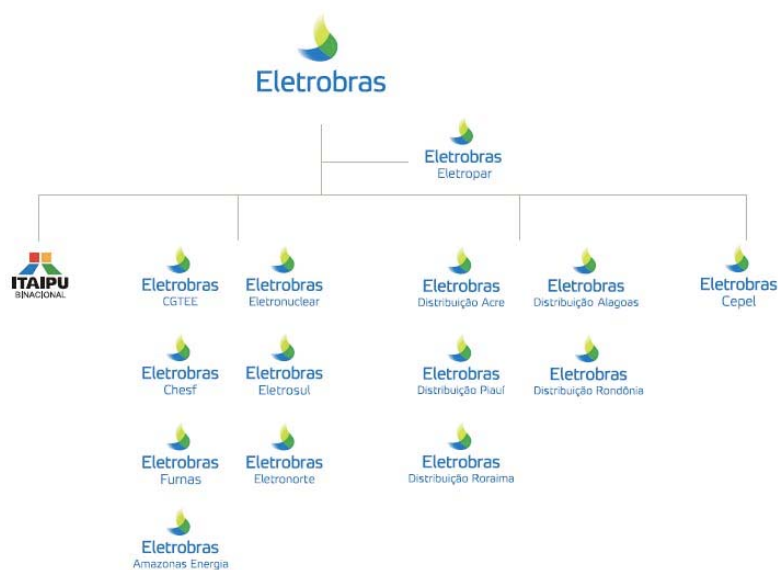 Eletrobras
Eletrobras
Eletropar
ITAIPU
BINACIONAL
Eletrobras
CGTEE
Eletrobras
Eletronuclear
Eletrobras
Distribuição Acre
Eletrobras
Distribuição Alagoas
Eletrobras
Cepel
Eletrobras
Chesf
Eletrobras
Eletrosul
Eletrobras
Distribuição Piauí
Eletrobras
Distribuição Rondônia
Eletrobras
Furnas
Eletrobras
Eletronorte
Eletrobras
Distribuição Roraima
Eletrobras
Amazonas Energia